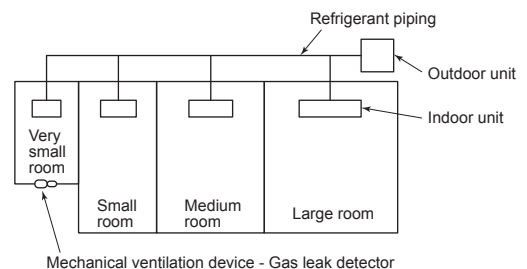 Refrigerant piping
Outdoor unit
Indoor unit
Very
small
room
Small
room
Medium
room
Large room
Mechanical ventilation device - Gas leak detector